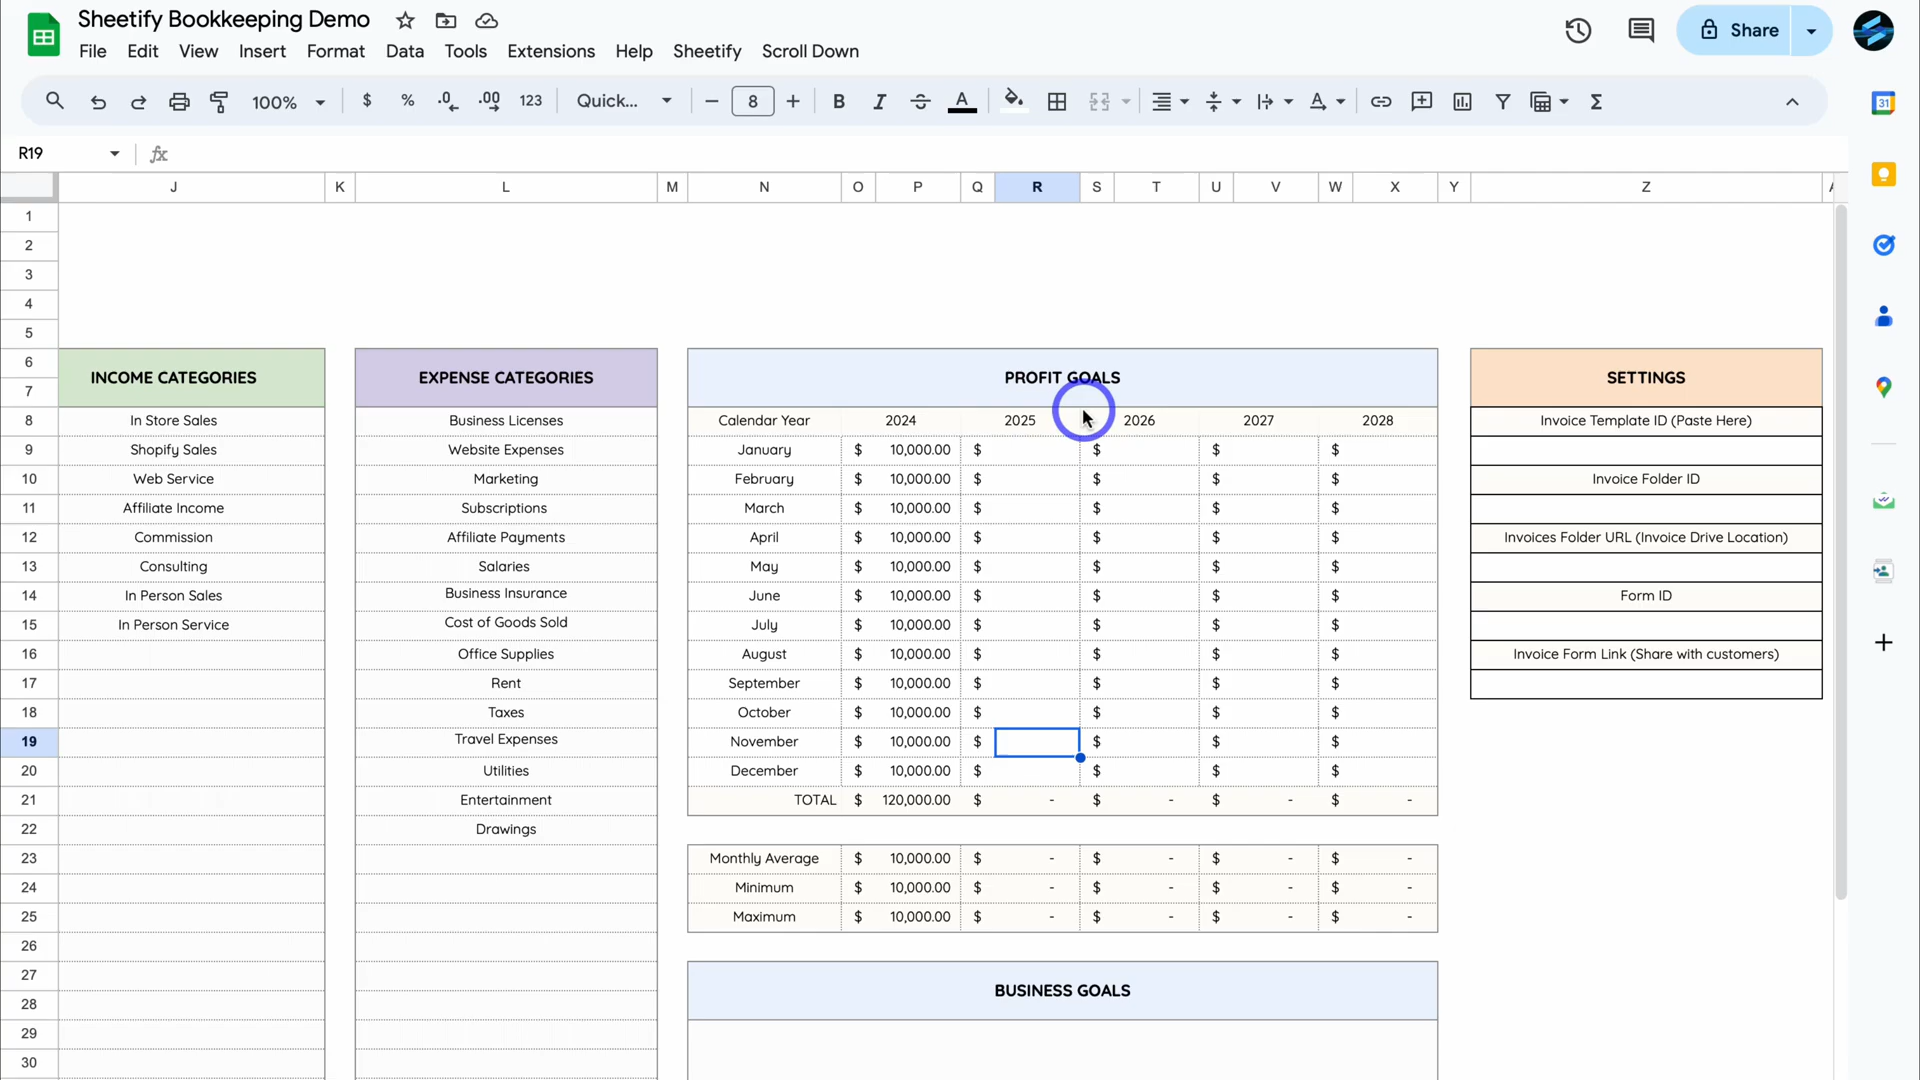 Sheetify Bookkeeping Demo
File Edit View Insert Format Data Tools Extensions Help Sheetify Scroll Down
Share
100% $ % .0 .00 123 Quick... 8 B I A A Σ
31
R19 fx
J K L M N O P Q R S T U V W X Y Z
1
2
3
4
5
6
7 INCOME CATEGORIES EXPENSE CATEGORIES PROFIT GOALS SETTINGS
8 In Store Sales Business Licenses Calendar Year 2024 2025 2026 2027 2028 Invoice Template ID (Paste Here)
9 Shopify Sales Website Expenses January $ 10,000.00 $ $ $ $
10 Web Service Marketing February $ 10,000.00 $ $ $ $ Invoice Folder ID
11 Affiliate Income Subscriptions March $ 10,000.00 $ $ $ $
12 Commission Affiliate Payments April $ 10,000.00 $ $ $ $ Invoices Folder URL (Invoice Drive Location)
13 Consulting Salaries May $ 10,000.00 $ $ $ $
14 In Person Sales Business Insurance June $ 10,000.00 $ $ $ $ Form ID
15 In Person Service Cost of Goods Sold July $ 10,000.00 $ $ $ $
16 Office Supplies August $ 10,000.00 $ $ $ $ Invoice Form Link (Share with customers)
17 Rent September $ 10,000.00 $ $ $ $
18 Taxes October $ 10,000.00 $ $ $ $
19 Travel Expenses November $ 10,000.00 $ $ $ $
20 Utilities December $ 10,000.00 $ $ $ $
21 Entertainment TOTAL $ 120,000.00 $ - $ - $ - $ -
22 Drawings
23 Monthly Average $ 10,000.00 $ - $ - $ - $ -
24 Minimum $ 10,000.00 $ - $ - $ - $ -
25 Maximum $ 10,000.00 $ - $ - $ - $ -
26
27
28 BUSINESS GOALS
29
30